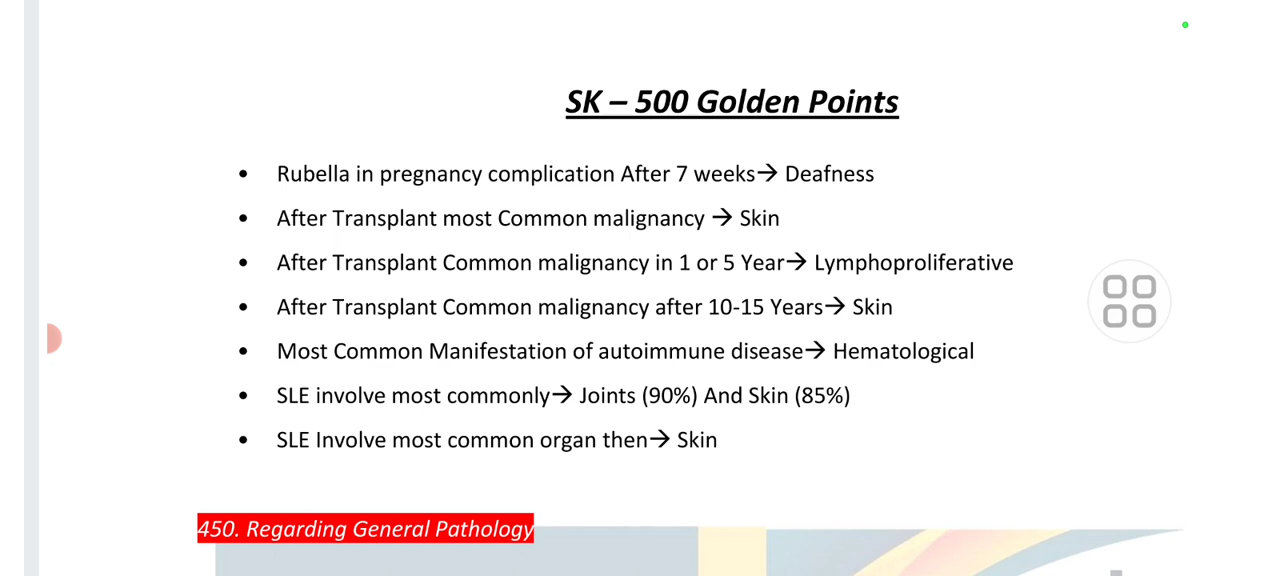 SK – 500 Golden Points
• Rubella in pregnancy complication After 7 weeks→ Deafness
• After Transplant most Common malignancy → Skin
• After Transplant Common malignancy in 1 or 5 Year→ Lymphoproliferative
• After Transplant Common malignancy after 10-15 Years→ Skin
• Most Common Manifestation of autoimmune disease→ Hematological
• SLE involve most commonly→ Joints (90%) And Skin (85%)
• SLE Involve most common organ then→ Skin
450. Regarding General Pathology